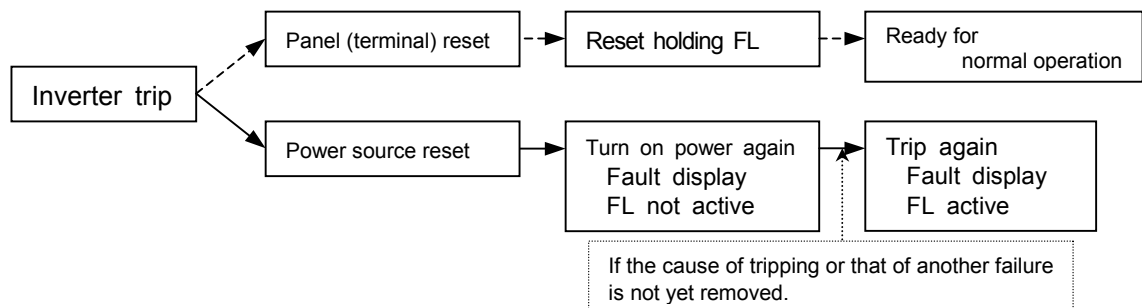 Panel (terminal) reset
Reset holding FL
Ready for
normal operation
Inverter trip
Power source reset
Turn on power again
Fault display
FL not active
Trip again
Fault display
FL active
If the cause of tripping or that of another failure
is not yet removed.